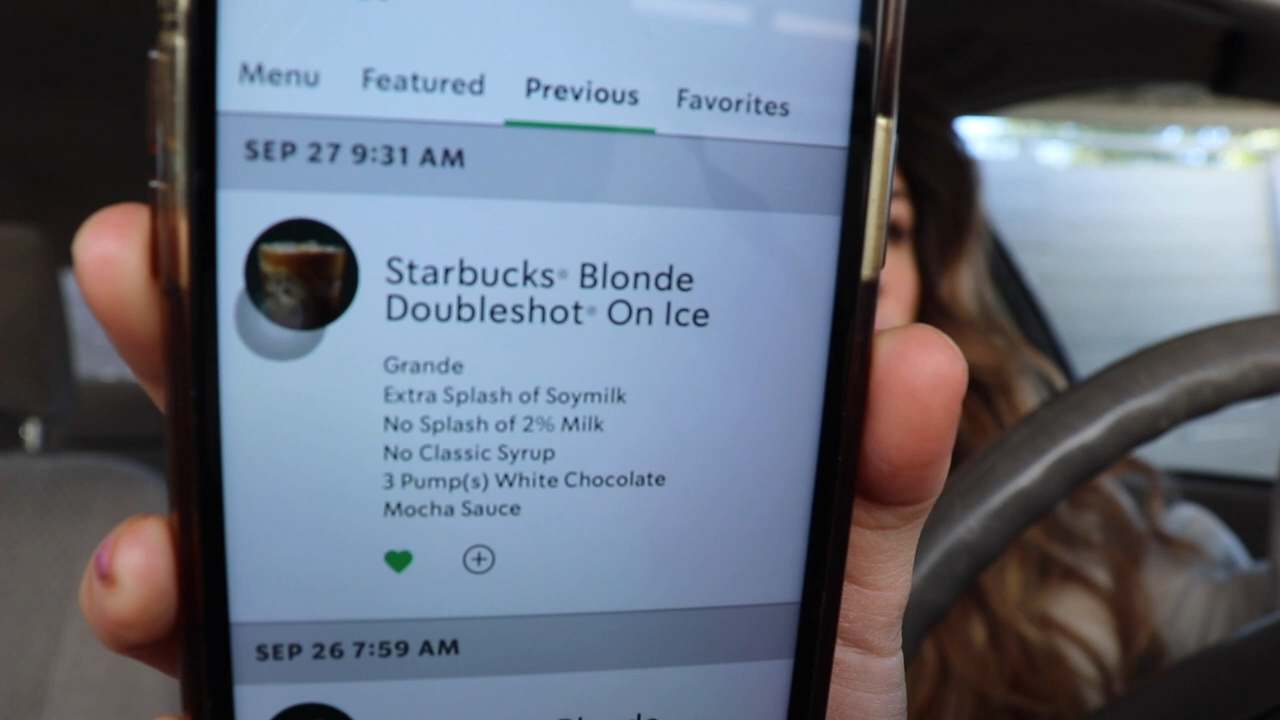 Menu Featured Previous Favorites
SEP 27 9:31 AM
Starbucks® Blonde
Doubleshot® On Ice
Grande
Extra Splash of Soymilk
No Splash of 2% Milk
No Classic Syrup
3 Pump(s) White Chocolate
Mocha Sauce
SEP 26 7:59 AM